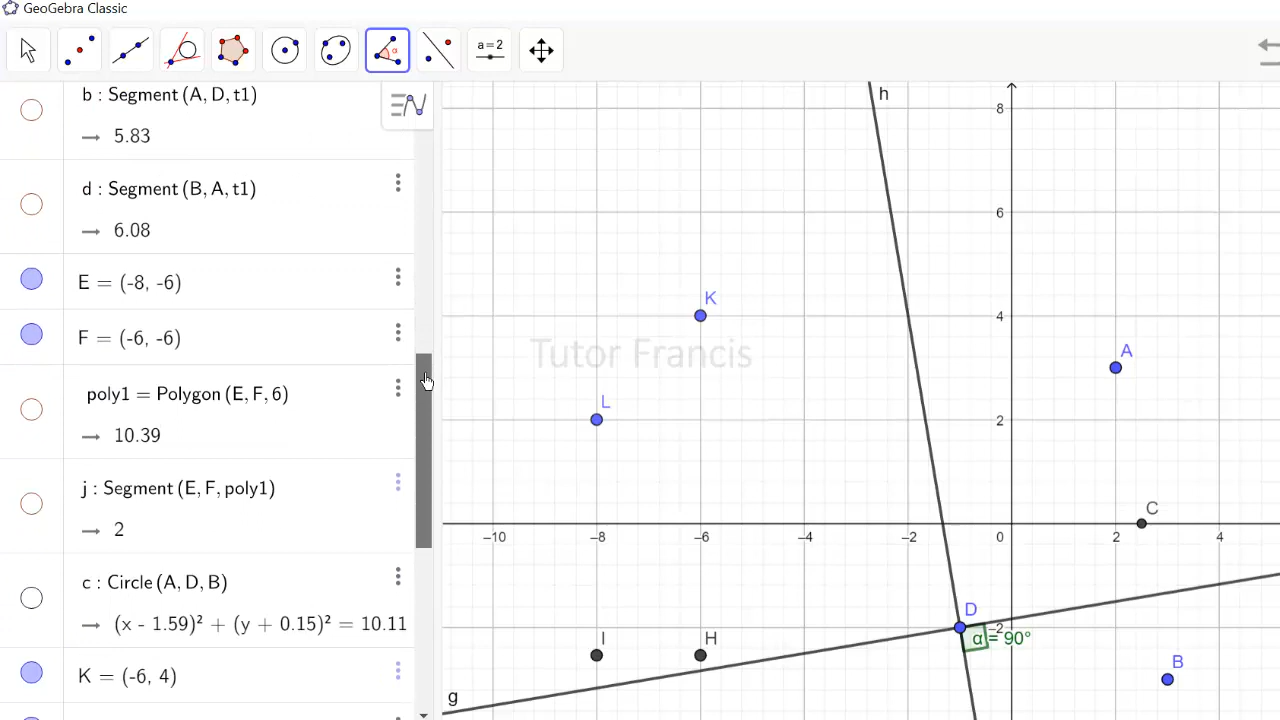 GeoGebra Classic
α
a = 2
b : Segment (A, D, t1)
→ 5.83
d : Segment (B, A, t1)
→ 6.08
E = (-8, -6)
F = (-6, -6)
poly1 = Polygon (E, F, 6)
→ 10.39
j : Segment (E, F, poly1)
→ 2
c : Circle (A, D, B)
→ (x - 1.59)² + (y + 0.15)² = 10.11
K = (-6, 4)
h
8
6
K
4
A
Tutor Francis
L
2
C
–10 –8 –6 –4 –2 0 2 4
D
–2
α = 90°
I H
B
g